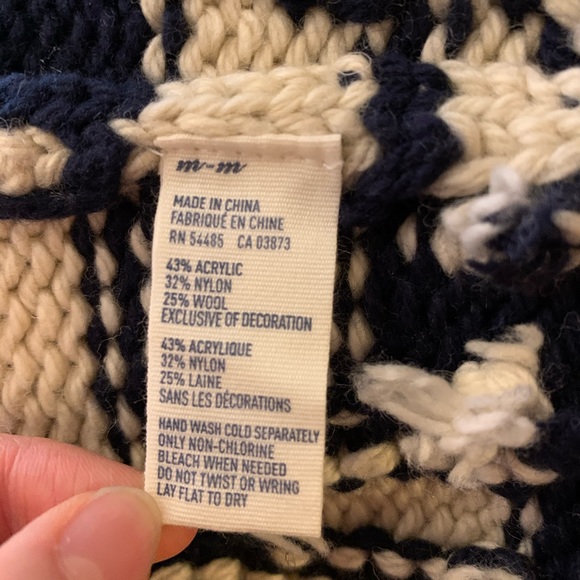 m-m
MADE IN CHINA
FABRIQUÉ EN CHINE
RN 54485 CA 03873
43% ACRYLIC
32% NYLON
25% WOOL
EXCLUSIVE OF DECORATION
43% ACRYLIQUE
32% NYLON
25% LAINE
SANS LES DÉCORATIONS
HAND WASH COLD SEPARATELY
ONLY NON-CHLORINE
BLEACH WHEN NEEDED
DO NOT TWIST OR WRING
LAY FLAT TO DRY